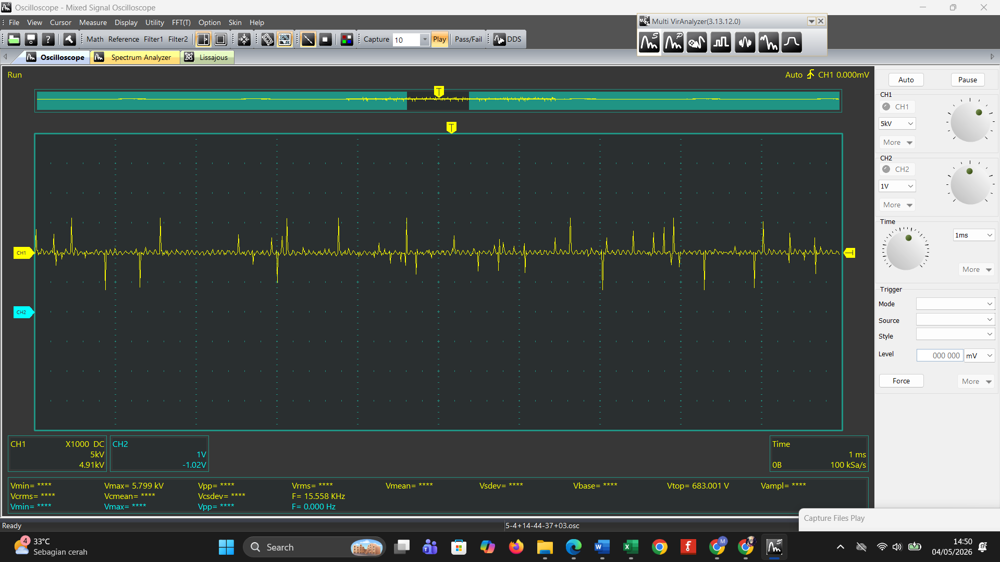 Oscilloscope - Mixed Signal Oscilloscope
Multi VirAnalyzer(3.13.12.0)
File View Cursor Measure Display Utility FFT(T) Option Skin Help
Math Reference Filter1 Filter2 Capture 10 Play Pass/Fail DDS
Oscilloscope Spectrum Analyzer Lissajous
Run
Auto CH1 0.000mV
T
T
CH1
CH2
Auto Pause
CH1
CH1
5kV
More
CH2
CH2
1V
More
Time
1ms
More
Trigger
Mode
Source
Style
Level 000 000 mV
Force More
CH1 X1000 DC
5kV
4.91kV
CH2
1V
-1.02V
Time
1 ms
0B 100 kSa/s
Vmin= **** Vmax= 5.799 kV Vpp= **** Vrms= **** Vmean= **** Vsdev= **** Vbase= **** Vtop= 683.001 V Vampl= ****
Vcrms= **** Vcmean= **** Vcsdev= **** F= 15.558 KHz
Vmin= **** Vmax= **** Vpp= **** F= 0.000 Hz
Capture Files Play
Ready 5-4+14-44-37+03.osc
4
33°C
Sebagian cerah
Search
M
14:50
04/05/2026